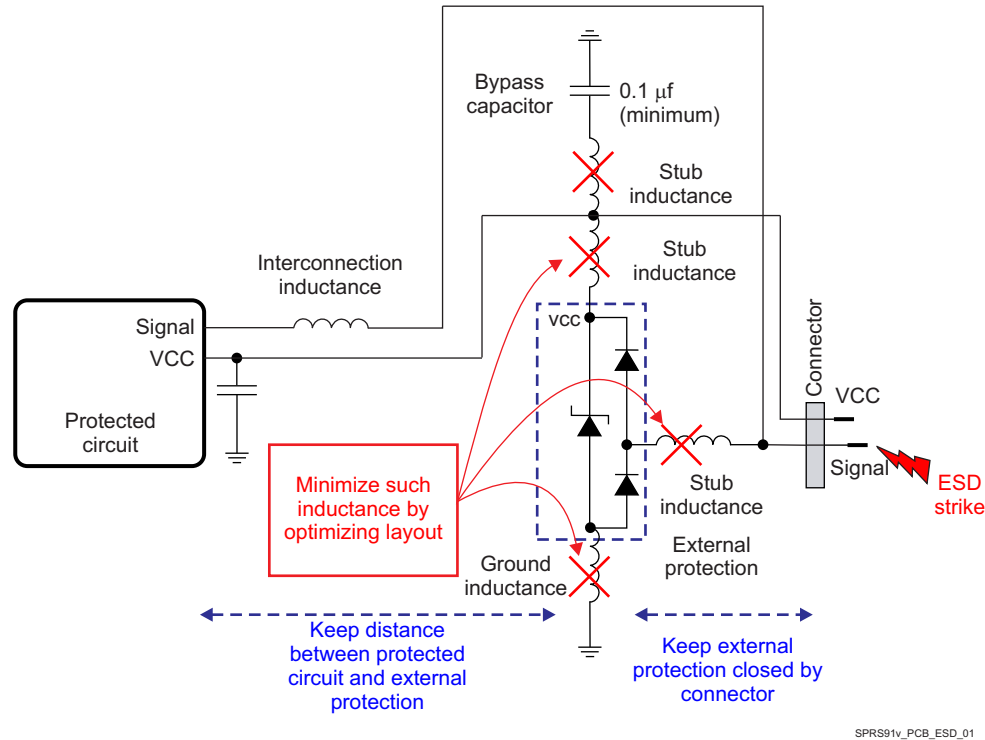 Bypass
capacitor
0.1 μf
(minimum)
Stub
inductance
Stub
inductance
Interconnection
inductance
Signal
VCC
Protected
circuit
vcc
Connector
VCC
Signal
ESD
strike
Minimize such
inductance by
optimizing layout
Stub
inductance
External
protection
Ground
inductance
Keep distance
between protected
circuit and external
protection
Keep external
protection closed by
connector
SPRS91v_PCB_ESD_01